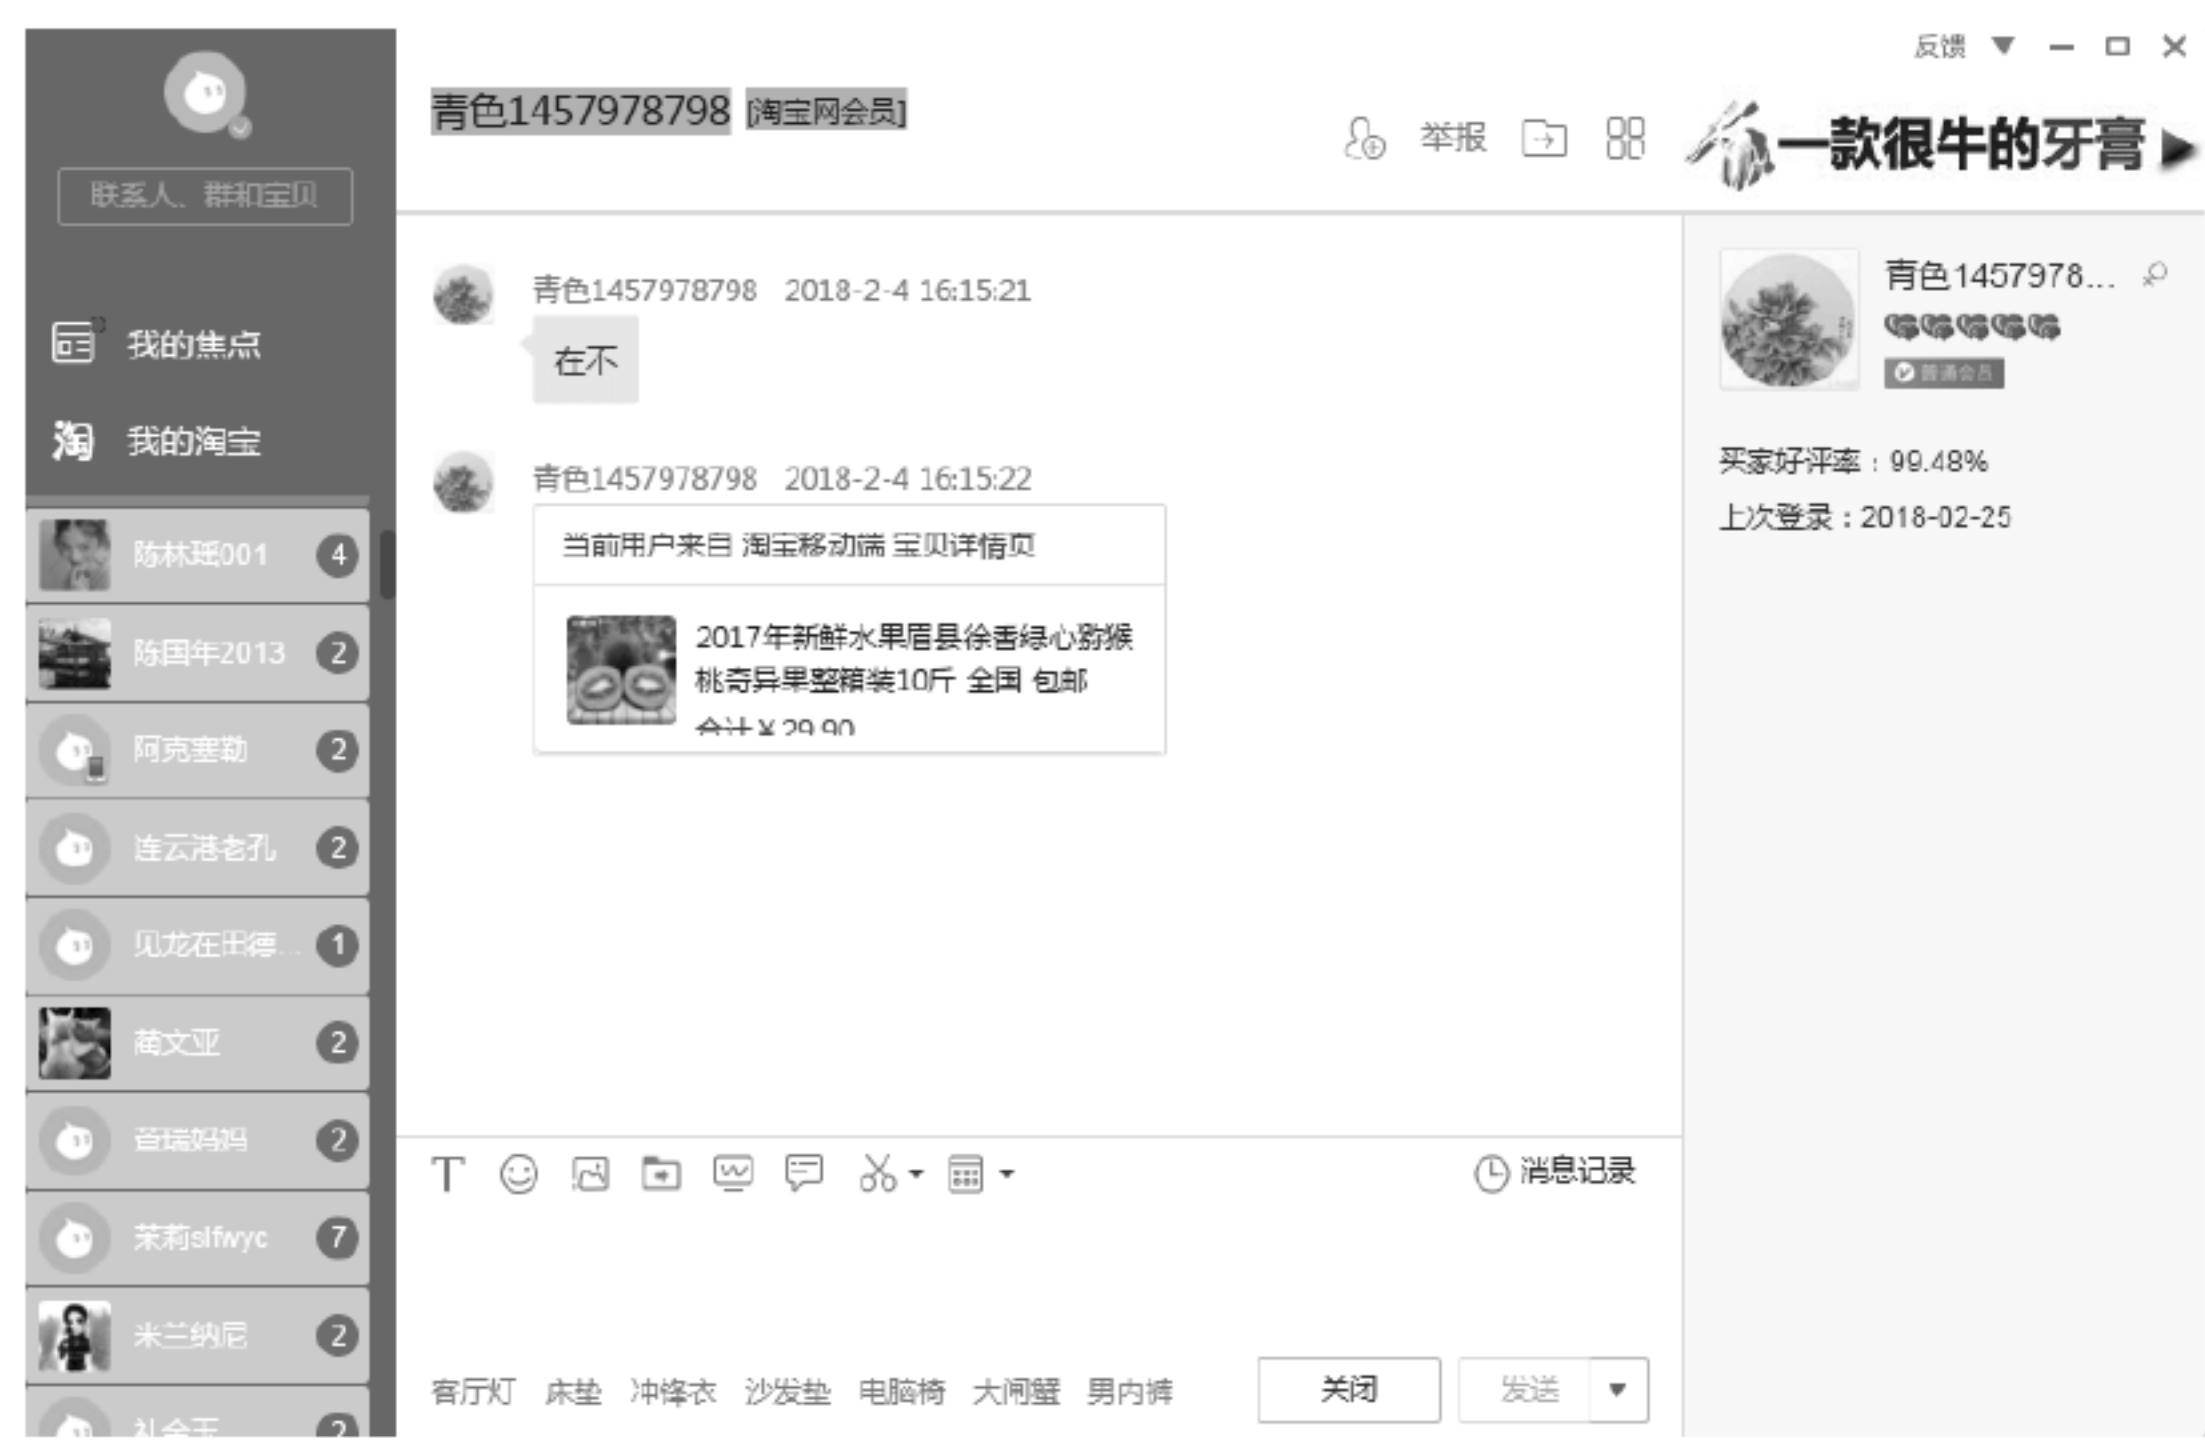 反馈
联系人、群和宝贝
我的焦点
我的淘宝
陈林瑶001 4
陈国年2013 2
阿克塞勒 2
连云港老孔 2
见龙在田德... 1
蔺文亚 2
瑞妈妈 2
茉莉slfwyc 7
米兰纳尼 2
2
青色1457978798 [淘宝网会员]
举报
一款很牛的牙膏
青色1457978798 2018-2-4 16:15:21
在不
青色1457978798 2018-2-4 16:15:22
当前用户来自 淘宝移动端 宝贝详情页
2017年新鲜水果眉县徐香绿心猕猴
桃奇异果整箱装10斤 全国 包邮
合计￥29.90
消息记录
客厅灯 床垫 冲锋衣 沙发垫 电脑椅 大闸蟹 男内裤
关闭 发送
青色1457978...
普通会员
买家好评率：99.48%
上次登录：2018-02-25